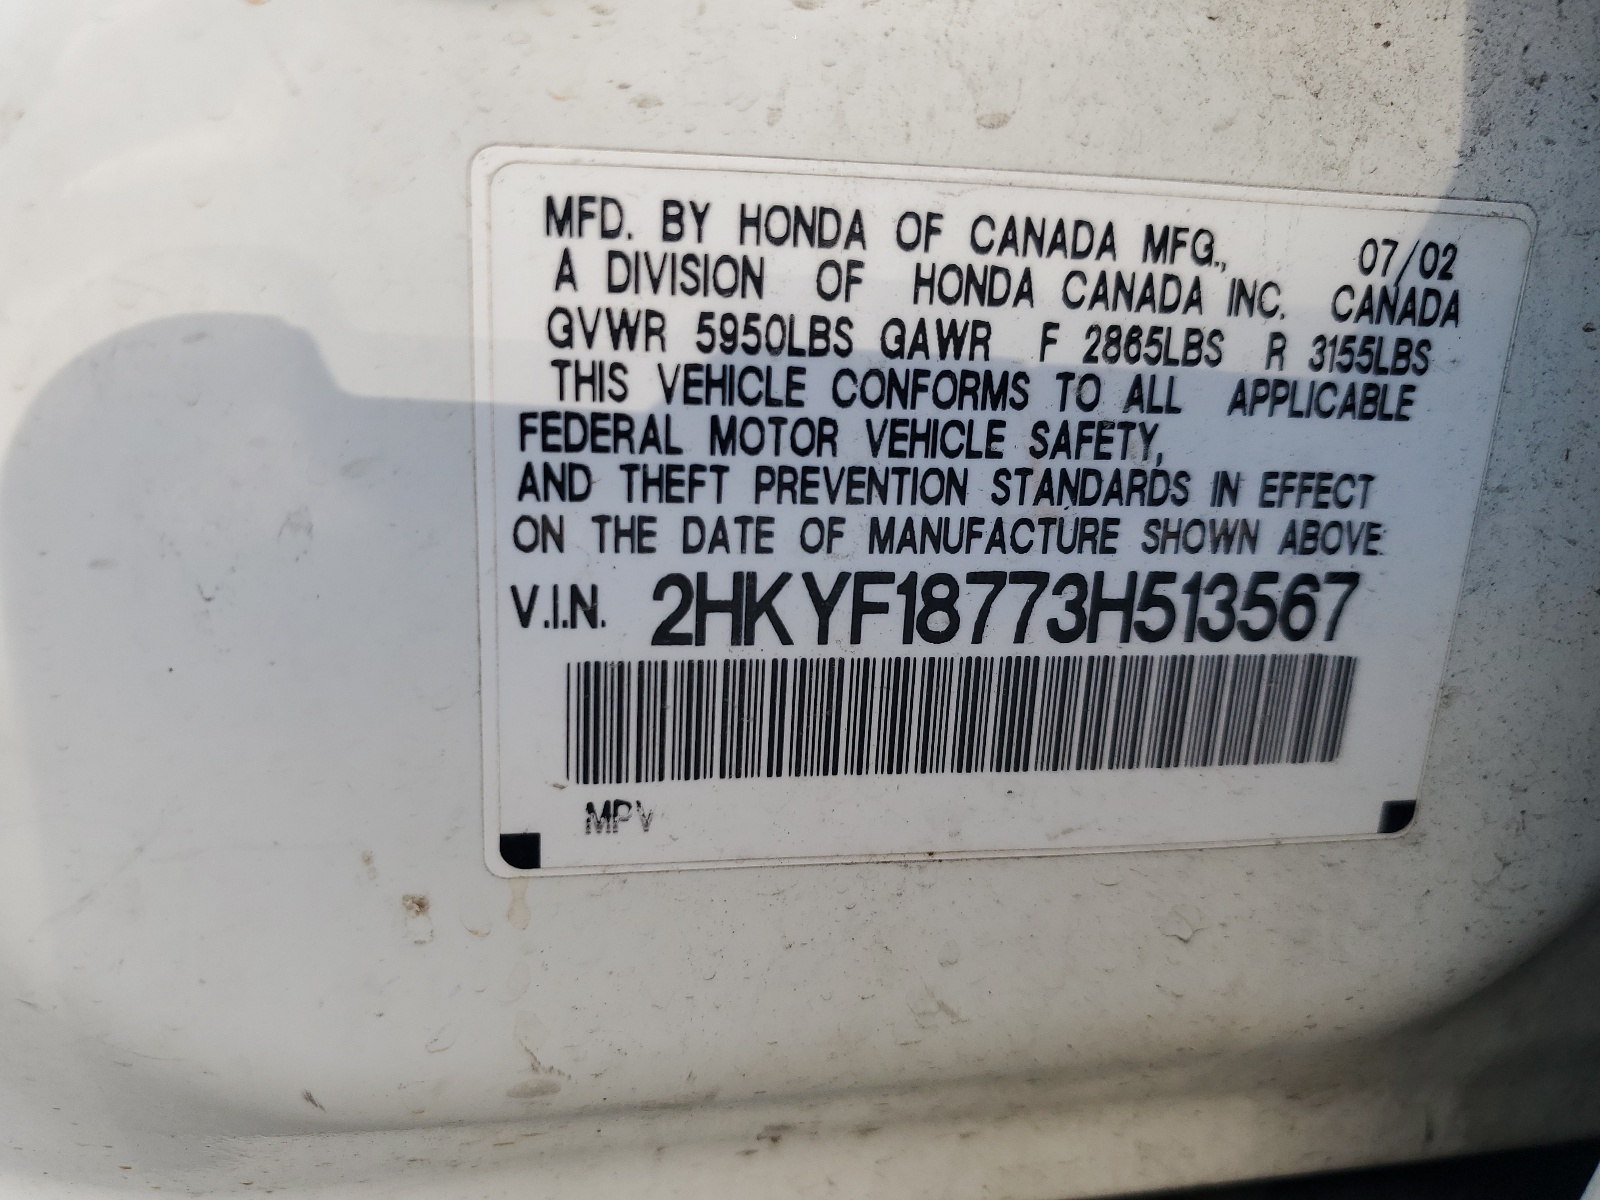 MFD. BY HONDA OF CANADA MFG., 07/02
A DIVISION OF HONDA CANADA INC. CANADA
GVWR 5950LBS GAWR F 2865LBS R 3155LBS
THIS VEHICLE CONFORMS TO ALL APPLICABLE
FEDERAL MOTOR VEHICLE SAFETY,
AND THEFT PREVENTION STANDARDS IN EFFECT
ON THE DATE OF MANUFACTURE SHOWN ABOVE.
V.I.N. 2HKYF18773H513567
MPV